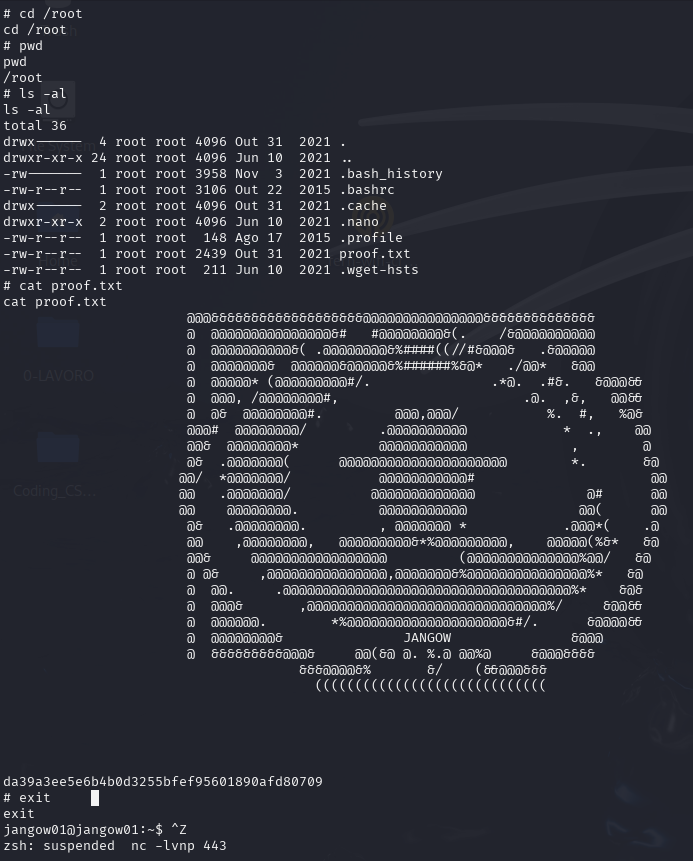 # cd /root
cd /root
# pwd
pwd
/root
# ls -al
ls -al
total 36
drwx------  4 root root 4096 Out 31  2021 .
drwxr-xr-x 24 root root 4096 Jun 10  2021 ..
-rw-------  1 root root 3958 Nov  3  2021 .bash_history
-rw-r--r--  1 root root 3106 Out 22  2015 .bashrc
drwx------  2 root root 4096 Out 31  2021 .cache
drwxr-xr-x  2 root root 4096 Jun 10  2021 .nano
-rw-r--r--  1 root root  148 Ago 17  2015 .profile
-rw-r--r--  1 root root 2439 Out 31  2021 proof.txt
-rw-r--r--  1 root root  211 Jun 10  2021 .wget-hsts
# cat proof.txt
cat proof.txt
0-LAVORO
Coding_CS...
JANGOW
da39a3ee5e6b4b0d3255bfef95601890afd80709
# exit
exit
jangow01@jangow01:~$ ^Z
zsh: suspended  nc -lvnp 443